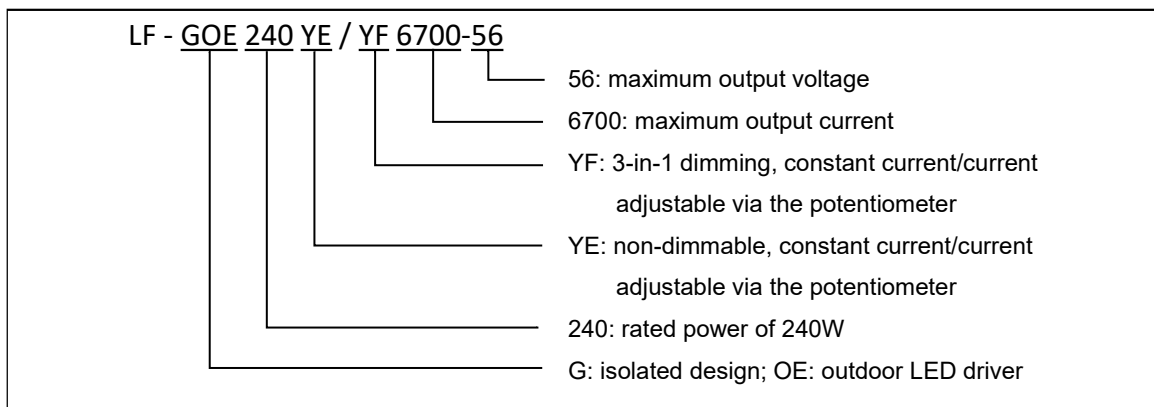 LF - GOE 240 YE / YF 6700-56
56: maximum output voltage
6700: maximum output current
YF: 3-in-1 dimming, constant current/current
adjustable via the potentiometer
YE: non-dimmable, constant current/current
adjustable via the potentiometer
240: rated power of 240W
G: isolated design; OE: outdoor LED driver